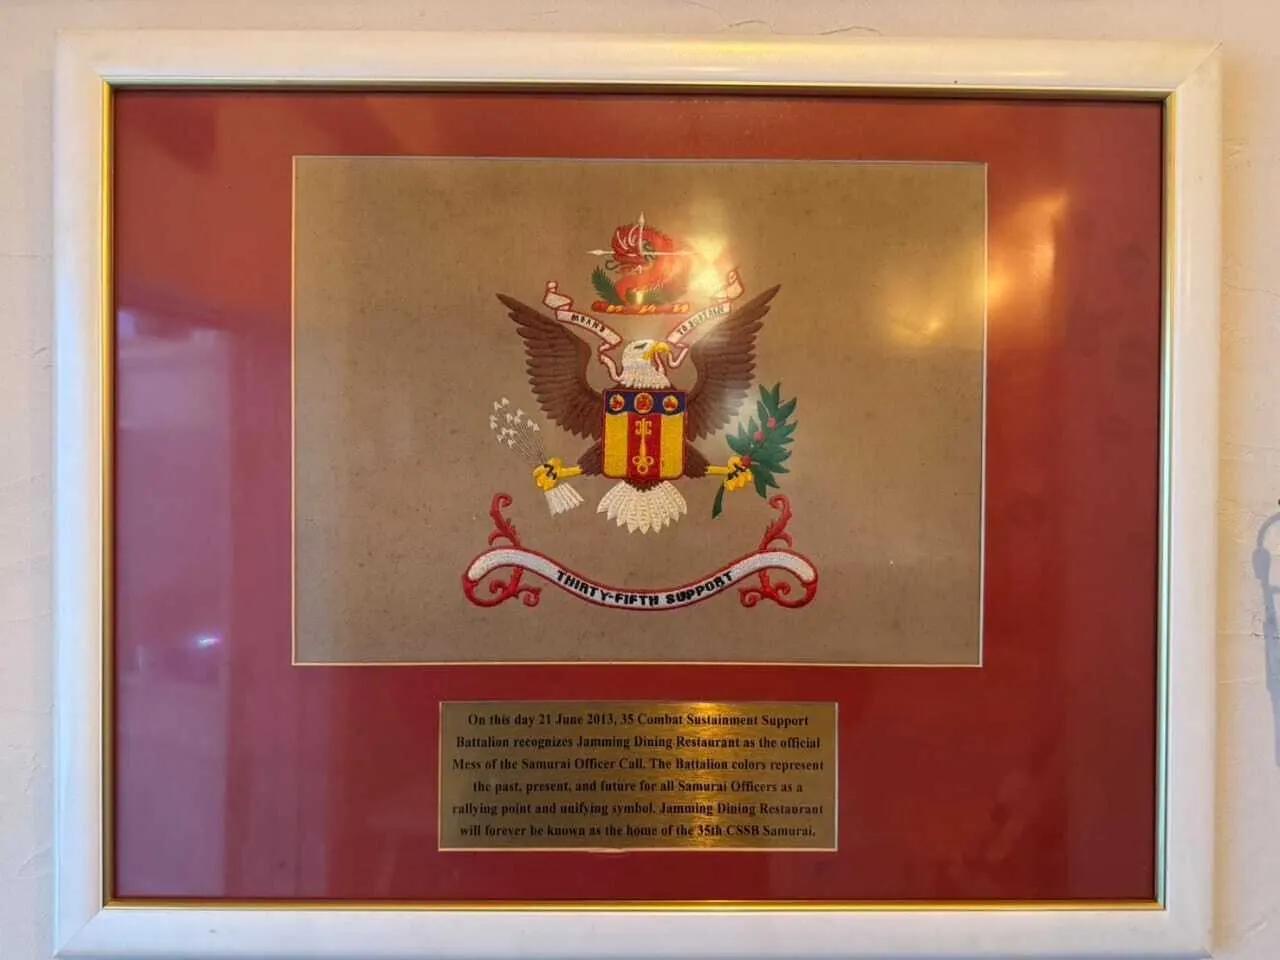 MEANS TO SUSTAIN
THIRTY-FIFTH SUPPORT
On this day 21 June 2013, 35 Combat Sustainment Support
Battalion recognizes Jamming Dining Restaurant as the official
Mess of the Samurai Officer Call. The Battalion colors represent
the past, present, and future for all Samurai Officers as a
rallying point and unifying symbol. Jamming Dining Restaurant
will forever be known as the home of the 35th CSSB Samurai.